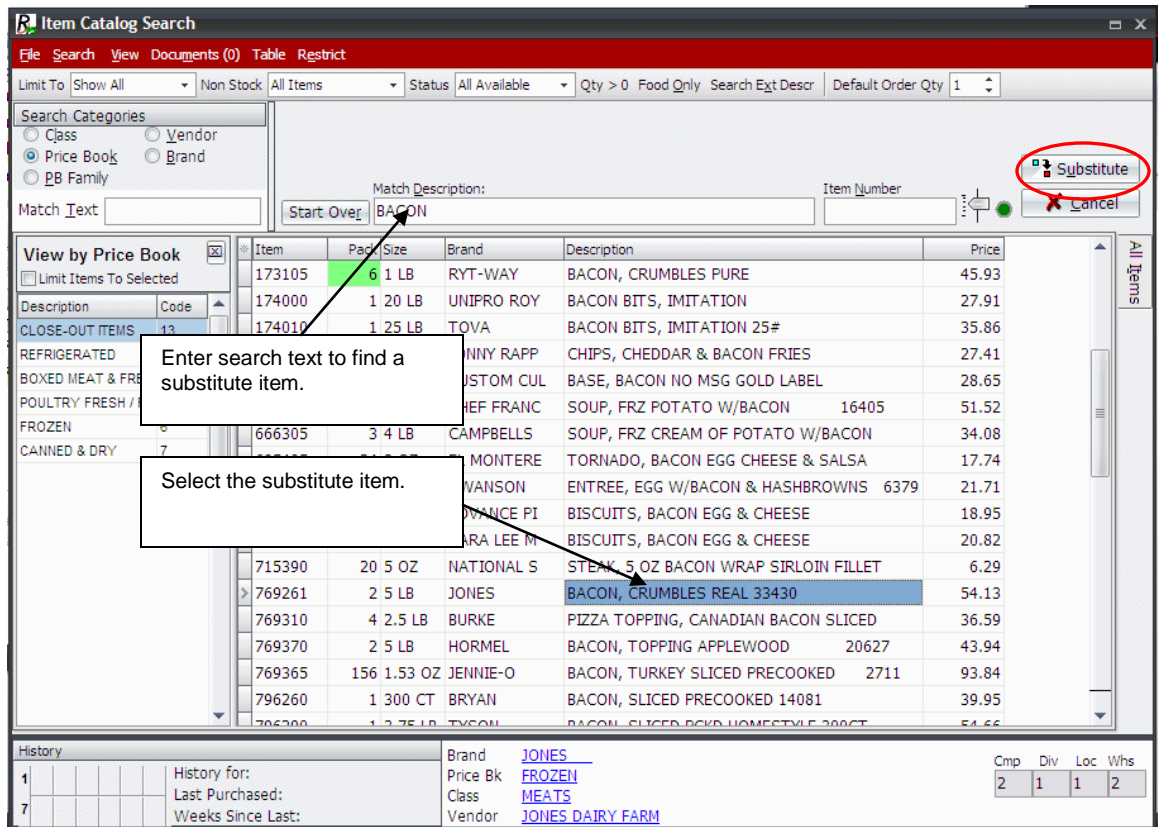 Item Catalog Search
File Search View Documents (0) Table Restrict
Limit To Show All Non Stock All Items Status All Available Qty > 0 Food Only Search Ext Descr Default Order Qty 1
Search Categories
Class Vendor
Price Book Brand
PB Family
Match Text
Match Description:
Start Over BACON
Item Number
Substitute
Cancel
View by Price Book
Limit Items To Selected
Description Code
CLOSE-OUT ITEMS 13
REFRIGERATED
BOXED MEAT & FRE
POULTRY FRESH /
FROZEN 6
CANNED & DRY 7
Enter search text to find a
substitute item.
Select the substitute item.
Item Pack Size Brand Description Price
173105 6 1 LB RYT-WAY BACON, CRUMBLES PURE 45.93
174000 1 20 LB UNIPRO ROY BACON BITS, IMITATION 27.91
174010 1 25 LB TOVA BACON BITS, IMITATION 25# 35.86
ONNY RAPP CHIPS, CHEDDAR & BACON FRIES 27.41
USTOM CUL BASE, BACON NO MSG GOLD LABEL 28.65
HEF FRANC SOUP, FRZ POTATO W/BACON 16405 51.52
666305 3 4 LB CAMPBELLS SOUP, FRZ CREAM OF POTATO W/BACON 34.08
MONTERE TORNADO, BACON EGG CHEESE & SALSA 17.74
WANSON ENTREE, EGG W/BACON & HASHBROWNS 6379 21.71
DVANCE PI BISCUITS, BACON EGG & CHEESE 18.95
ARA LEE M BISCUITS, BACON EGG & CHEESE 20.82
715390 20 5 OZ NATIONAL S STEAK, 5 OZ BACON WRAP SIRLOIN FILLET 6.29
769261 2 5 LB JONES BACON, CRUMBLES REAL 33430 54.13
769310 4 2.5 LB BURKE PIZZA TOPPING, CANADIAN BACON SLICED 36.59
769370 2 5 LB HORMEL BACON, TOPPING APPLEWOOD 20627 43.94
769365 156 1.53 OZ JENNIE-O BACON, TURKEY SLICED PRECOOKED 2711 93.84
796260 1 300 CT BRYAN BACON, SLICED PRECOOKED 14081 39.95
All Items
History
1
7
History for:
Last Purchased:
Weeks Since Last:
Brand JONES
Price Bk FROZEN
Class MEATS
Vendor JONES DAIRY FARM
Cmp Div Loc Whs
2 1 1 2